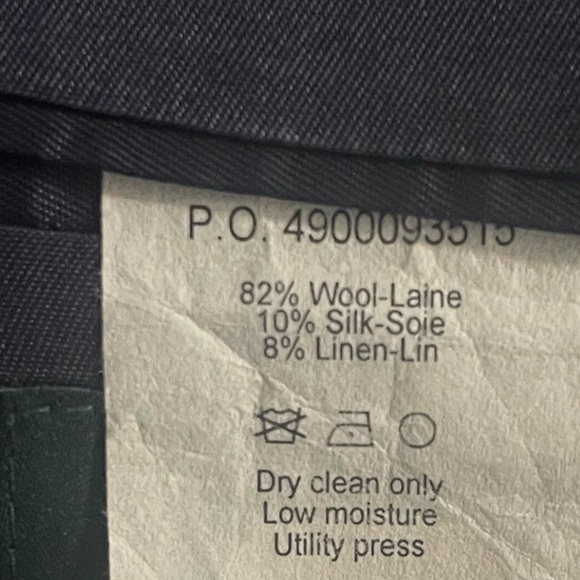 P.O. 4900093515
82% Wool-Laine
10% Silk-Soie
8% Linen-Lin
Dry clean only
Low moisture
Utility press